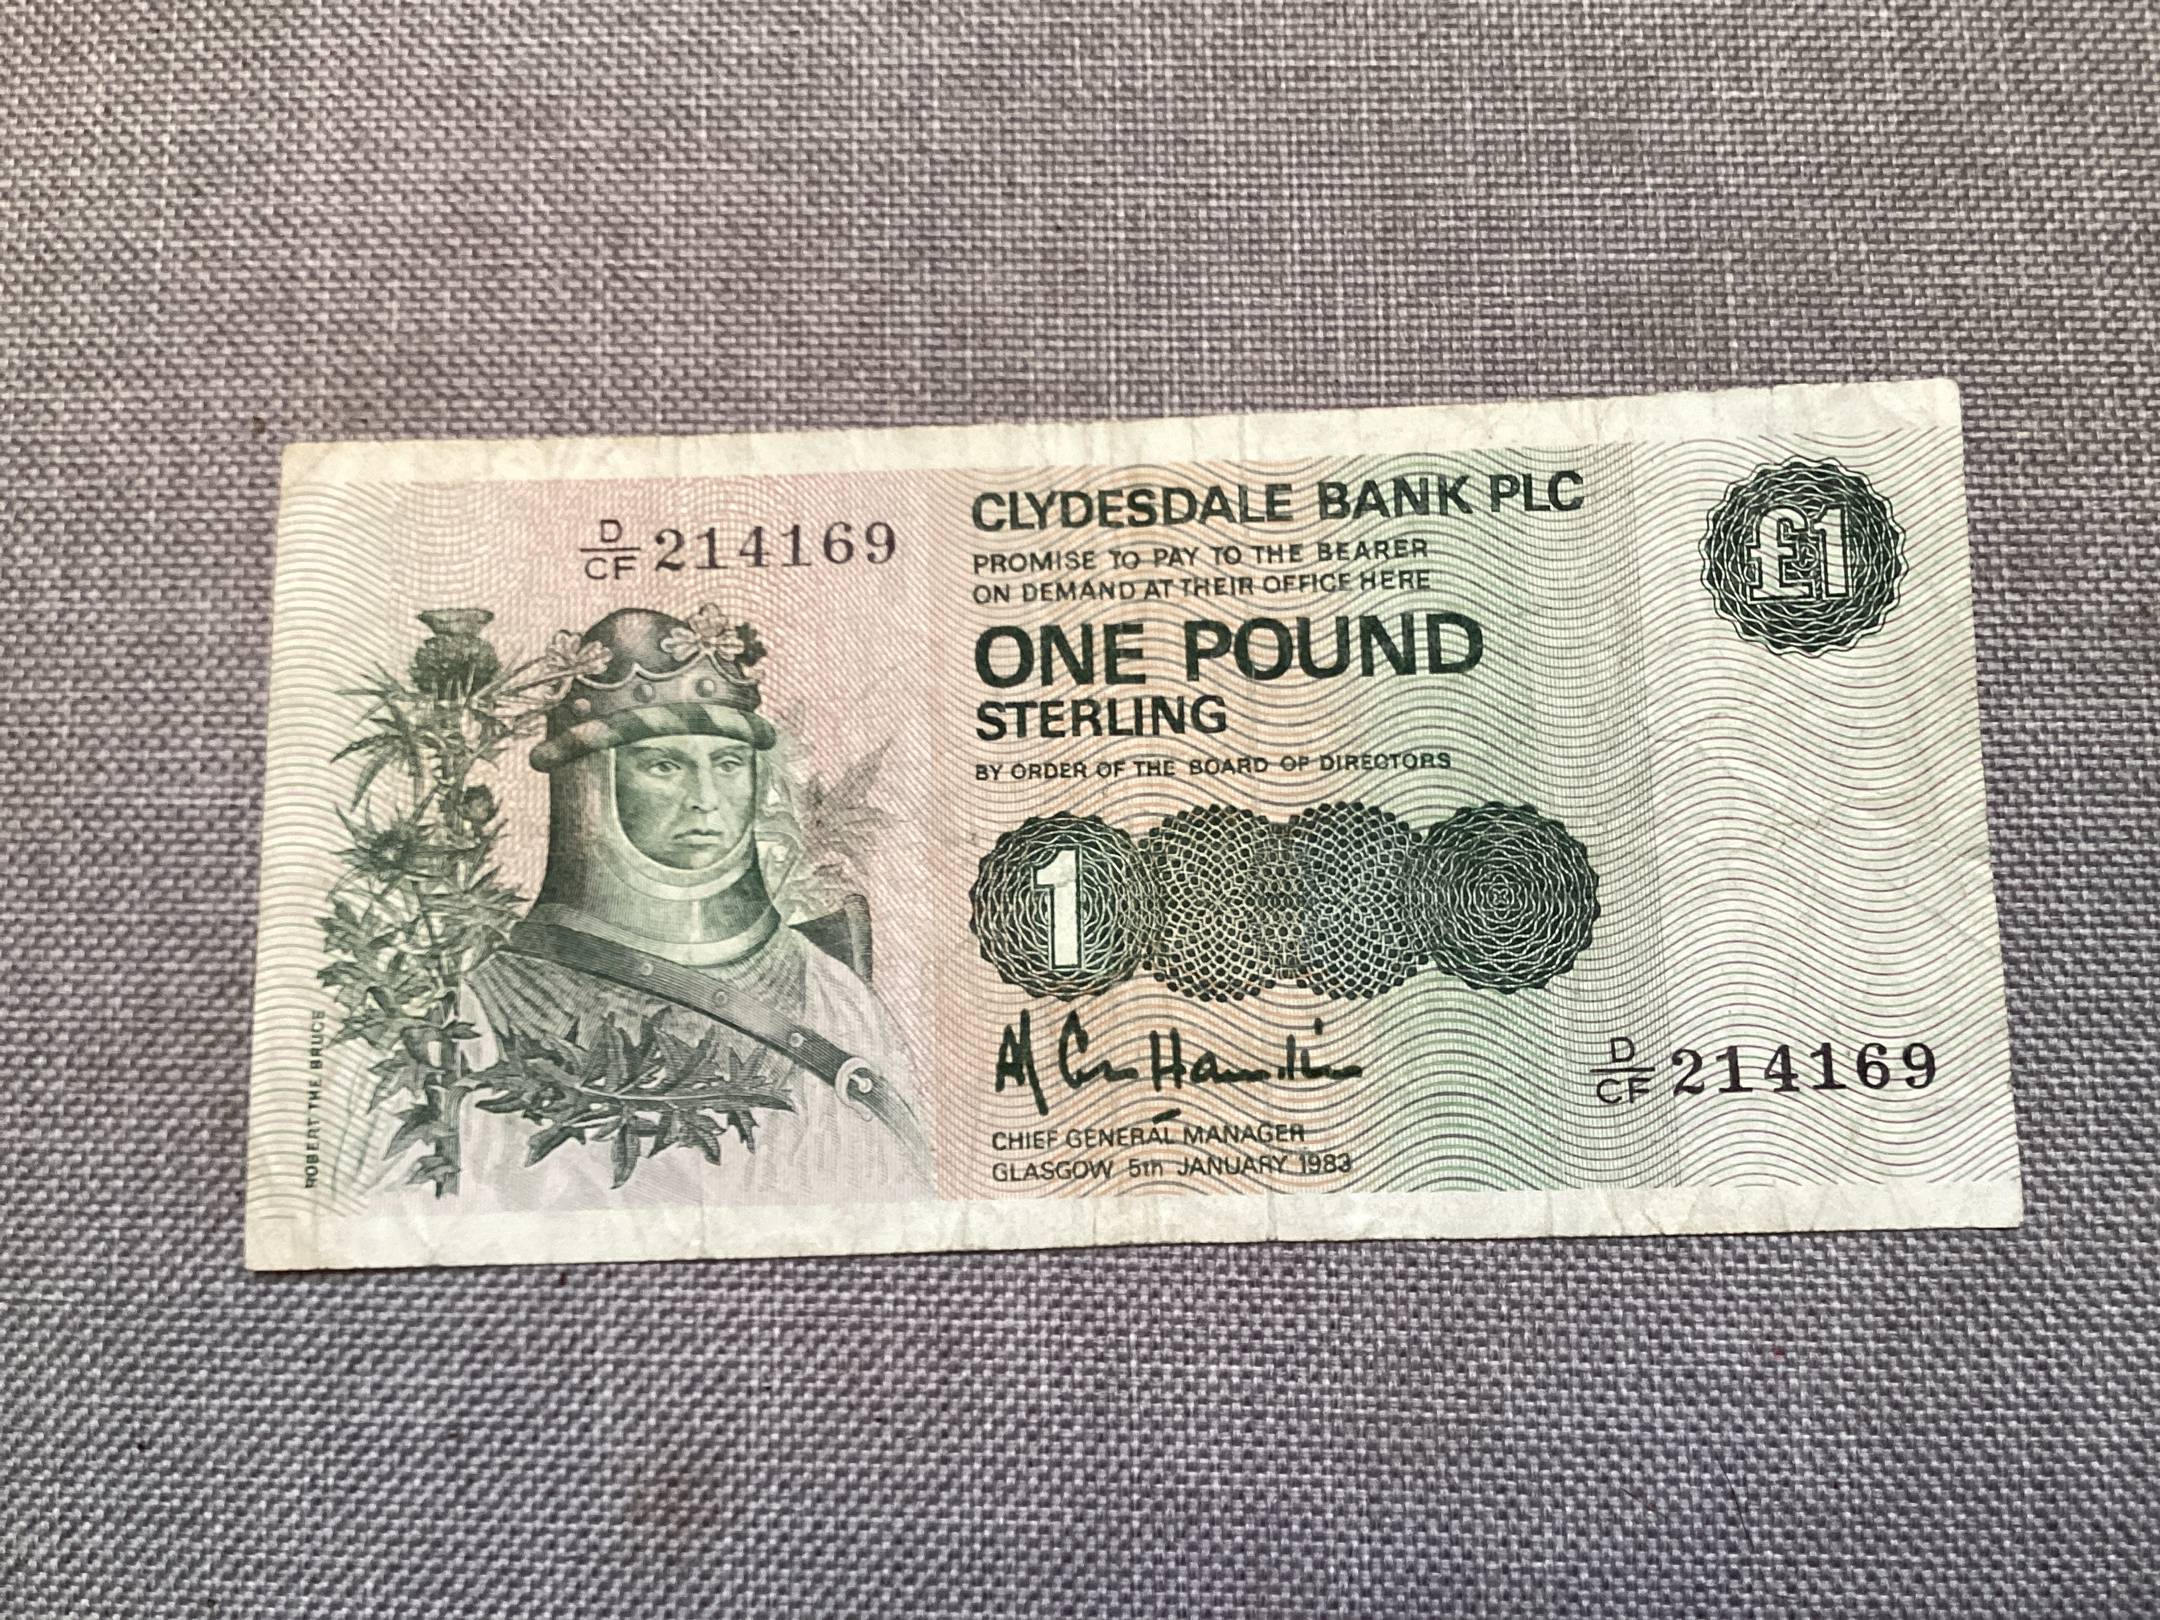 D
CF 214169
CLYDESDALE BANK PLC
PROMISE TO PAY TO THE BEARER
ON DEMAND AT THEIR OFFICE HERE
ONE POUND
STERLING
BY ORDER OF THE BOARD OF DIRECTORS
£1
1
ROBERT THE BRUCE
CHIEF GENERAL MANAGER
GLASGOW 5TH JANUARY 1983
D
CF 214169